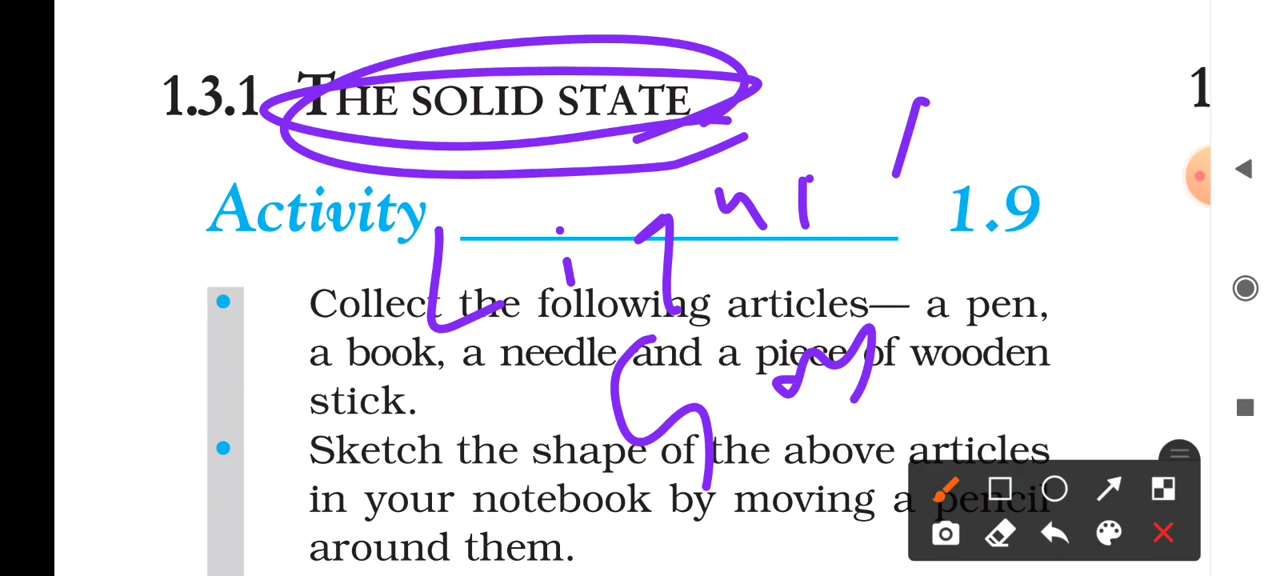 1.3.1 THE SOLID STATE
Activity 1.9
Collect the following articles— a pen,
a book, a needle and a piece of wooden
stick.
Sketch the shape of the above articles
in your notebook by moving a pencil
around them.